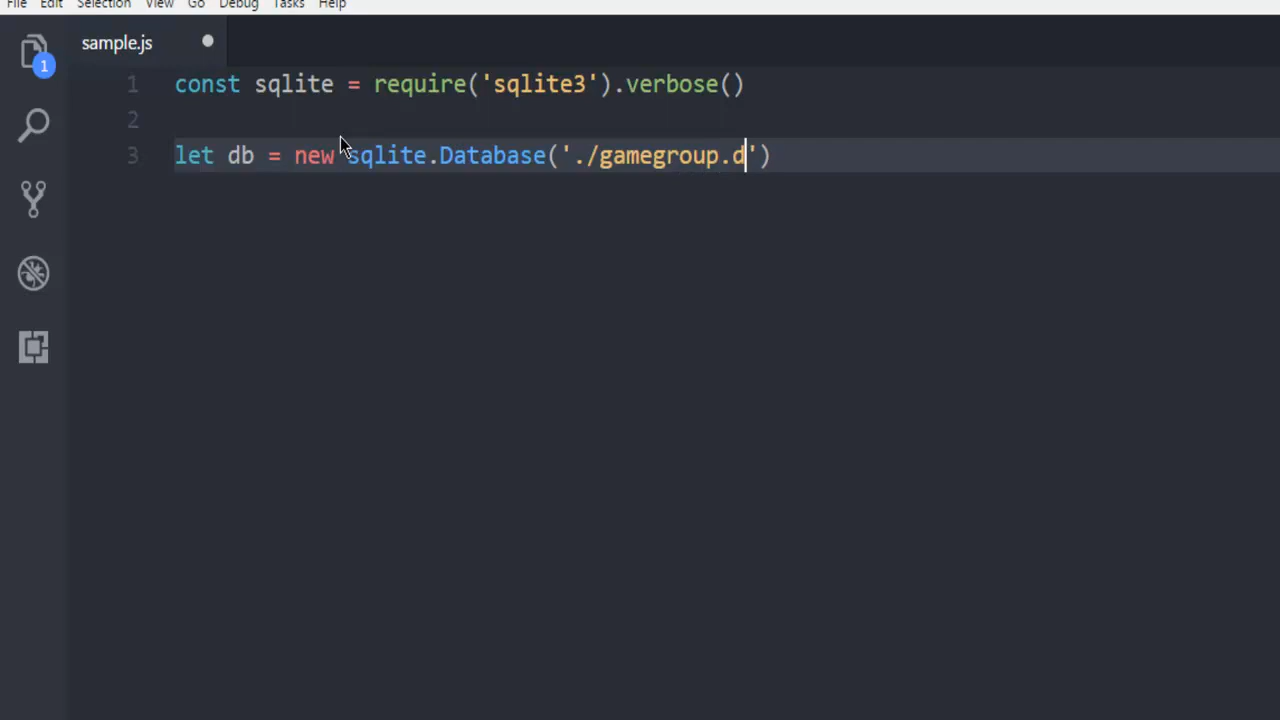 File Edit Selection View Go Debug Tasks Help
1
sample.js
1 const sqlite = require('sqlite3').verbose()
2
3 let db = new sqlite.Database('./gamegroup.d')